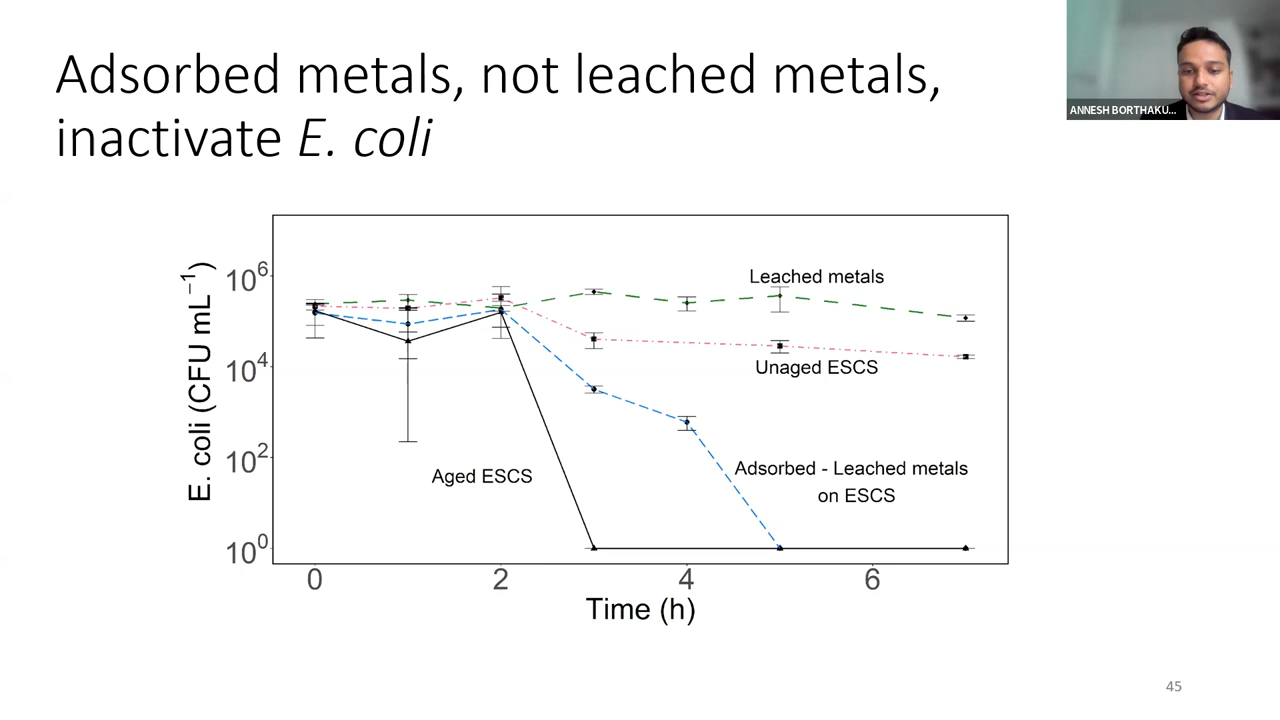 Adsorbed metals, not leached metals,
inactivate E. coli
ANNESH BORTHAKU...
E. coli (CFU mL⁻¹)
10⁶
10⁴
10²
10⁰
Leached metals
Unaged ESCS
Aged ESCS
Adsorbed - Leached metals
on ESCS
0 2 4 6
Time (h)
45